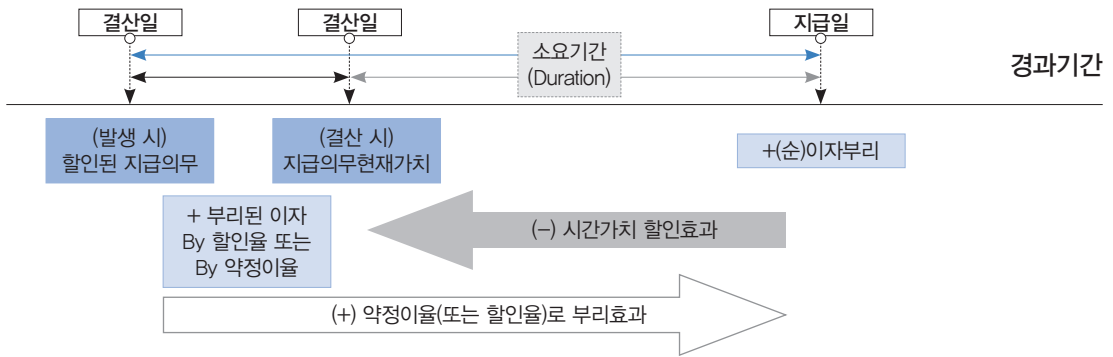 결산일
결산일
지급일
소요기간
(Duration)
경과기간
(발생 시)
할인된 지급의무
(결산 시)
지급의무현재가치
+(순)이자부리
+ 부리된 이자
By 할인율 또는
By 약정이율
(−) 시간가치 할인효과
(+) 약정이율(또는 할인율)로 부리효과